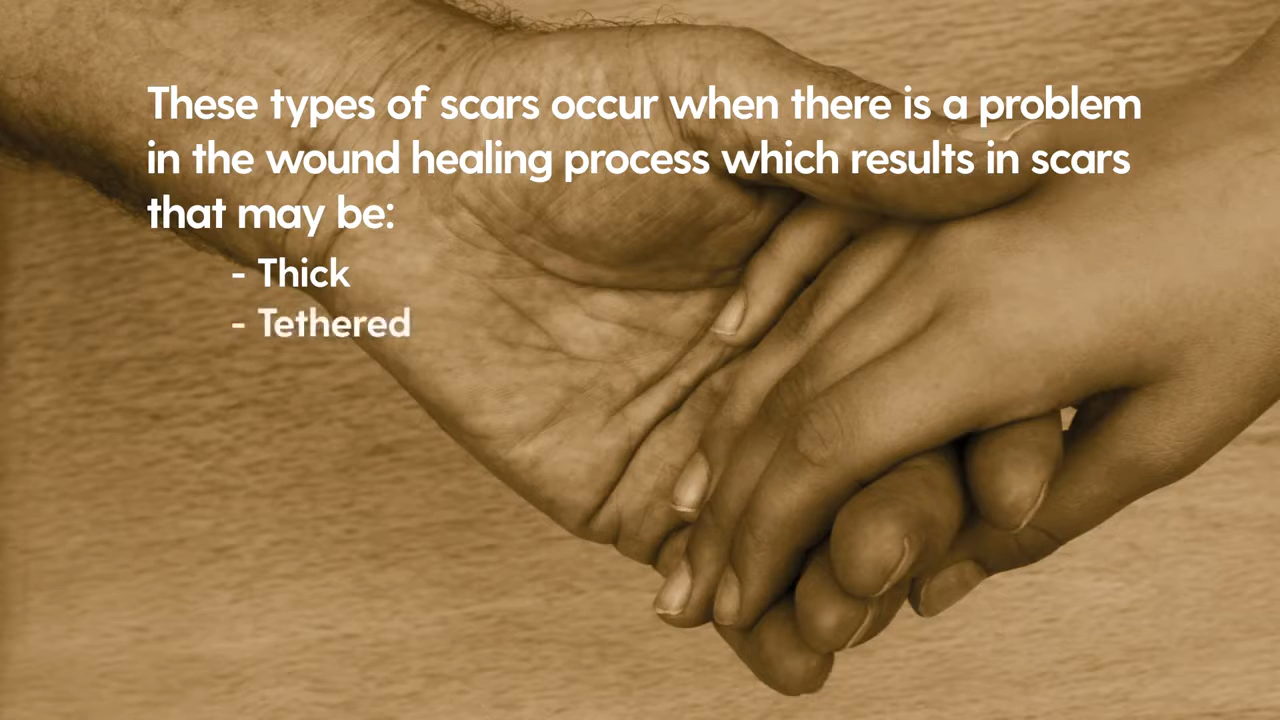 These types of scars occur when there is a problem
in the wound healing process which results in scars
that may be:
- Thick
- Tethered